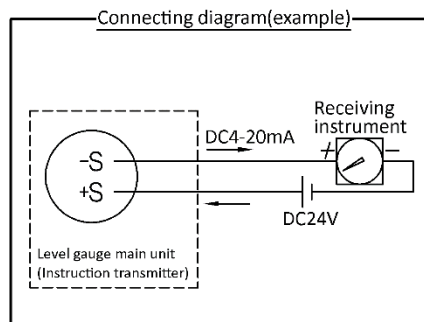 Connecting diagram(example)
Receiving
instrument
DC4-20mA
+ −
−S
+S
DC24V
Level gauge main unit
(Instruction transmitter)